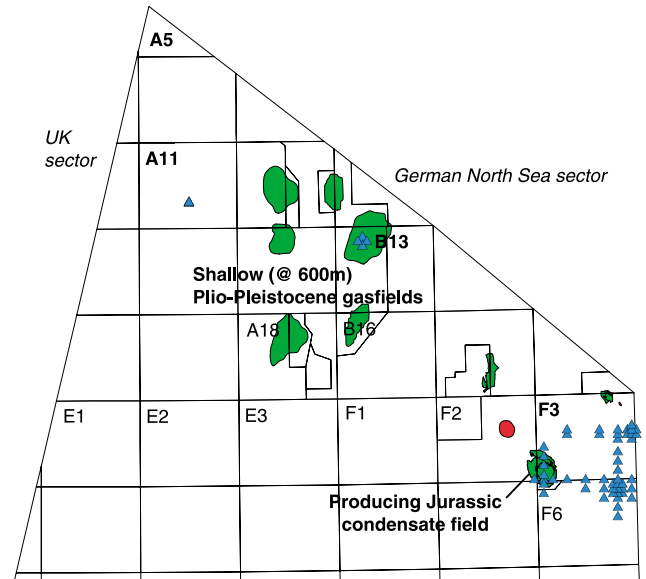 A5
UK
sector
A11
German North Sea sector
B13
Shallow (@ 600m)
Plio-Pleistocene gasfields
A18
B16
E1
E2
E3
F1
F2
F3
Producing Jurassic
condensate field
F6